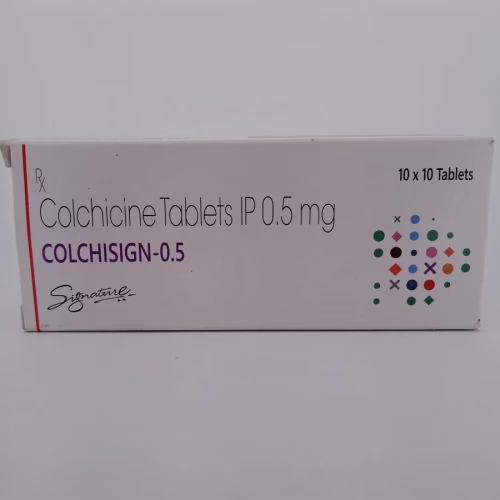 Rx
Colchicine Tablets IP 0.5 mg
COLCHISIGN-0.5
Signature
10 x 10 Tablets